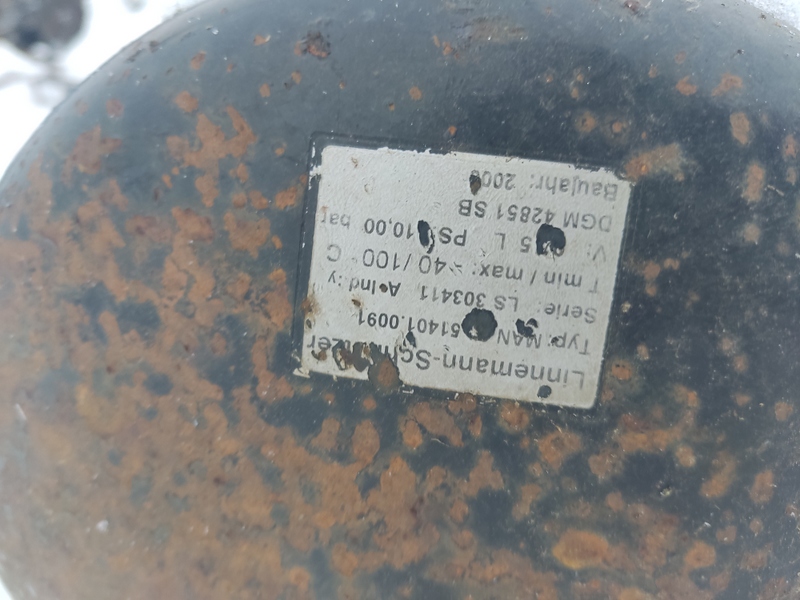 Linnemann-Schnetzer
Typ: MAN 51401.0091
Serie: LS 303411 A-Ind.: y
T min / max: -40 / 100 °C
V: L PS: 10,00 bar
DGM 42851 SB
Baujahr: